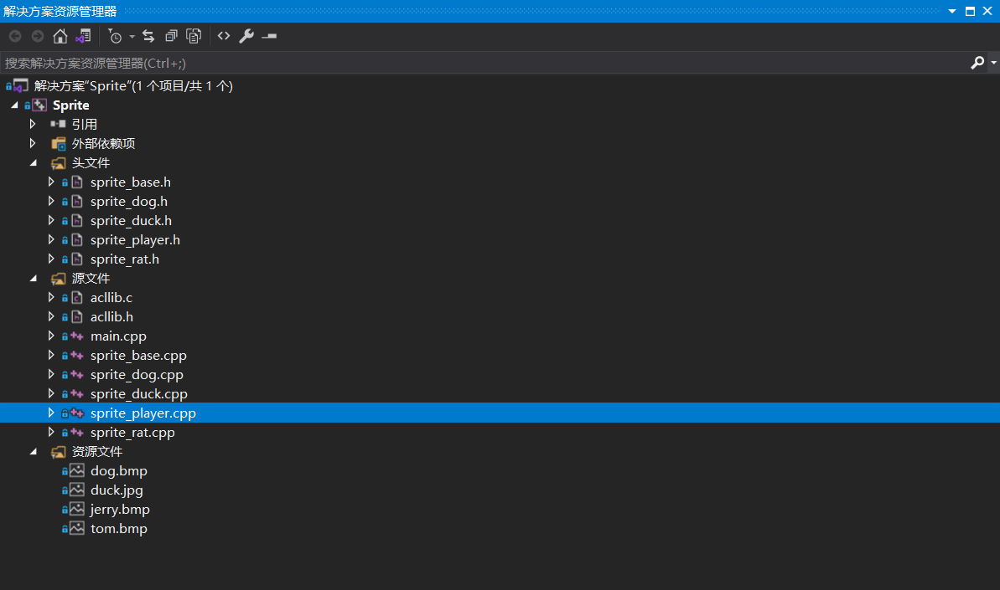 解决方案资源管理器
搜索解决方案资源管理器(Ctrl+;)
解决方案"Sprite"(1 个项目/共 1 个)
Sprite
引用
外部依赖项
头文件
sprite_base.h
sprite_dog.h
sprite_duck.h
sprite_player.h
sprite_rat.h
源文件
acllib.c
acllib.h
main.cpp
sprite_base.cpp
sprite_dog.cpp
sprite_duck.cpp
sprite_player.cpp
sprite_rat.cpp
资源文件
dog.bmp
duck.jpg
jerry.bmp
tom.bmp